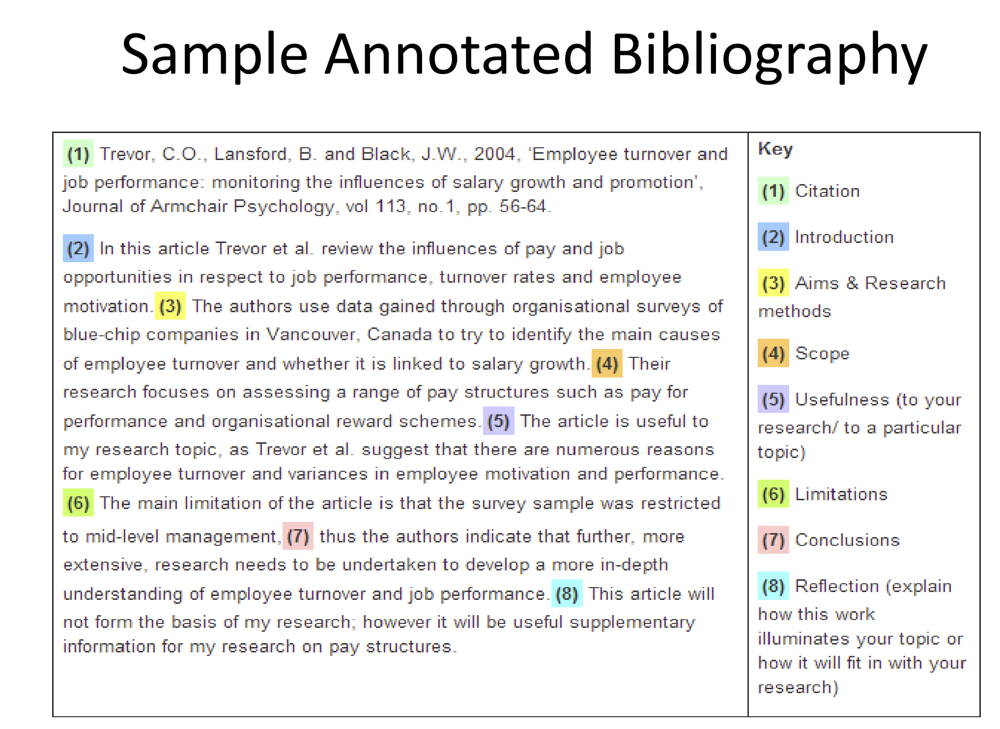 Sample Annotated Bibliography
(1) Trevor, C.O., Lansford, B. and Black, J.W., 2004, ‘Employee turnover and
job performance: monitoring the influences of salary growth and promotion’,
Journal of Armchair Psychology, vol 113, no.1, pp. 56-64.
(2) In this article Trevor et al. review the influences of pay and job
opportunities in respect to job performance, turnover rates and employee
motivation. (3) The authors use data gained through organisational surveys of
blue-chip companies in Vancouver, Canada to try to identify the main causes
of employee turnover and whether it is linked to salary growth. (4) Their
research focuses on assessing a range of pay structures such as pay for
performance and organisational reward schemes. (5) The article is useful to
my research topic, as Trevor et al. suggest that there are numerous reasons
for employee turnover and variances in employee motivation and performance.
(6) The main limitation of the article is that the survey sample was restricted
to mid-level management, (7) thus the authors indicate that further, more
extensive, research needs to be undertaken to develop a more in-depth
understanding of employee turnover and job performance. (8) This article will
not form the basis of my research; however it will be useful supplementary
information for my research on pay structures.
Key
(1) Citation
(2) Introduction
(3) Aims & Research
methods
(4) Scope
(5) Usefulness (to your
research/ to a particular
topic)
(6) Limitations
(7) Conclusions
(8) Reflection (explain
how this work
illuminates your topic or
how it will fit in with your
research)